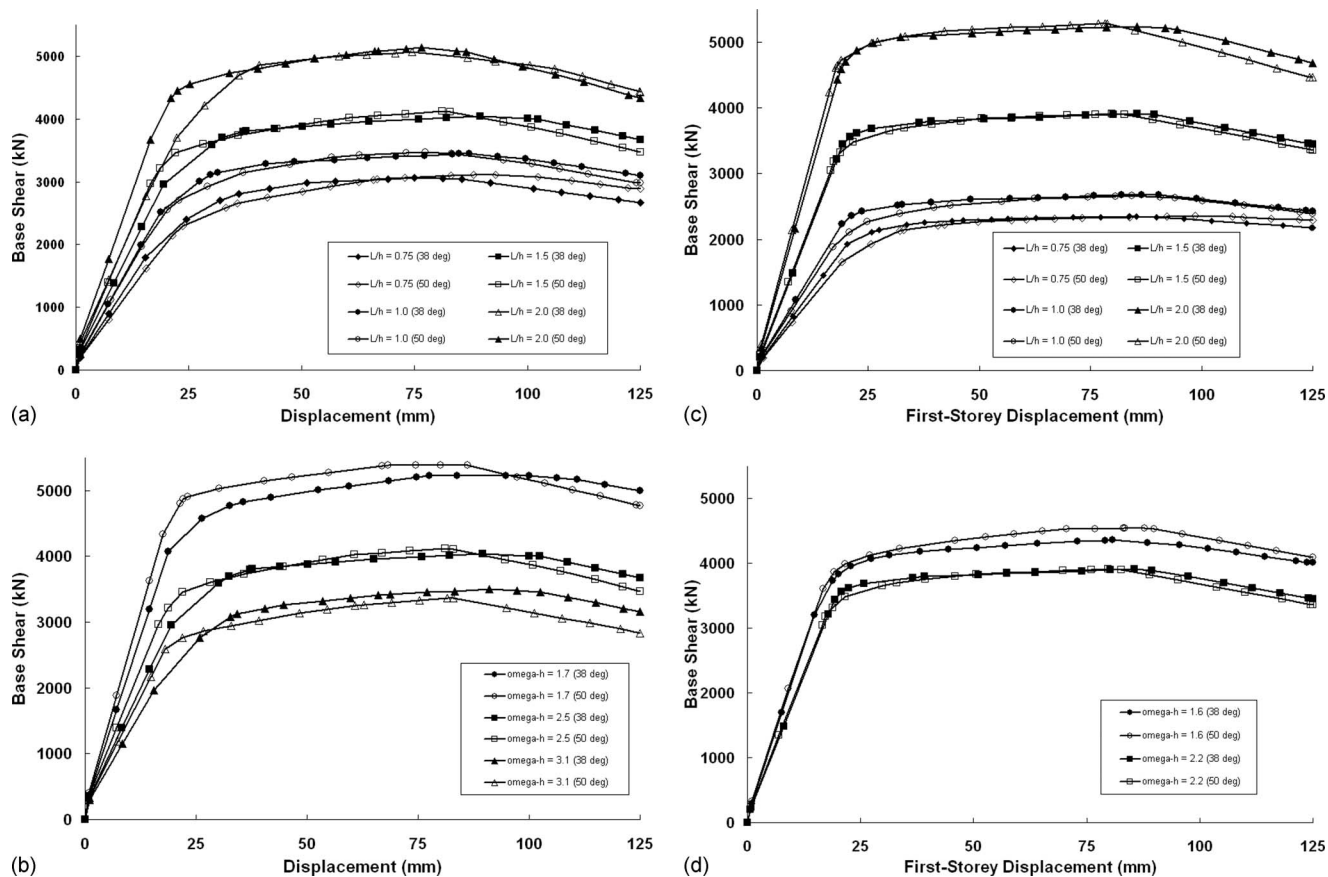 5000
4000
3000
2000
1000
0
Base Shear (kN)
L/h = 0.75 (38 deg)
L/h = 0.75 (50 deg)
L/h = 1.0 (38 deg)
L/h = 1.0 (50 deg)
L/h = 1.5 (38 deg)
L/h = 1.5 (50 deg)
L/h = 2.0 (38 deg)
L/h = 2.0 (50 deg)
0 25 50 75 100 125
Displacement (mm)
(a)
5000
4000
3000
2000
1000
0
Base Shear (kN)
L/h = 0.75 (38 deg)
L/h = 0.75 (50 deg)
L/h = 1.0 (38 deg)
L/h = 1.0 (50 deg)
L/h = 1.5 (38 deg)
L/h = 1.5 (50 deg)
L/h = 2.0 (38 deg)
L/h = 2.0 (50 deg)
0 25 50 75 100 125
First-Storey Displacement (mm)
(c)
5000
4000
3000
2000
1000
0
Base Shear (kN)
omega-h = 1.7 (38 deg)
omega-h = 1.7 (50 deg)
omega-h = 2.5 (38 deg)
omega-h = 2.5 (50 deg)
omega-h = 3.1 (38 deg)
omega-h = 3.1 (50 deg)
0 25 50 75 100 125
Displacement (mm)
(b)
5000
4000
3000
2000
1000
0
Base Shear (kN)
omega-h = 1.6 (38 deg)
omega-h = 1.6 (50 deg)
omega-h = 2.2 (38 deg)
omega-h = 2.2 (50 deg)
0 25 50 75 100 125
First-Storey Displacement (mm)
(d)